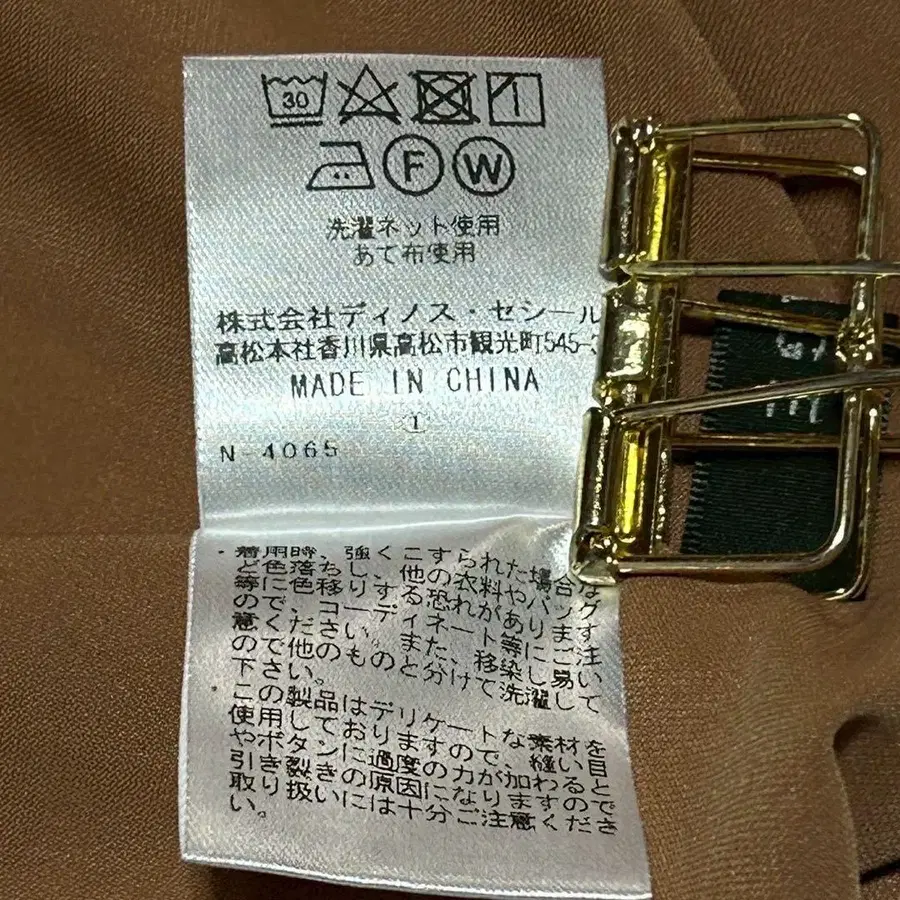 30
F W
洗濯ネット使用
あて布使用
株式会社ディノス・セシール
高松本社香川県高松市観光町545-
MADE IN CHINA
①
N-4065
・着用時、強くこすられた場合な
ど色落ちし、他の衣料やバッグ
等に色移りする恐れがありますご
ので、コーディネート等にご注
意ください。また、移染し易い
ので他のものと分けて洗濯して
下さい。
・この製品はデリケートな素材を
使用しておりますので、縫い目
やボタンに過度の力が加わると
引き裂きの原因になりますので
取り扱いには十分ご注意くださ
い。